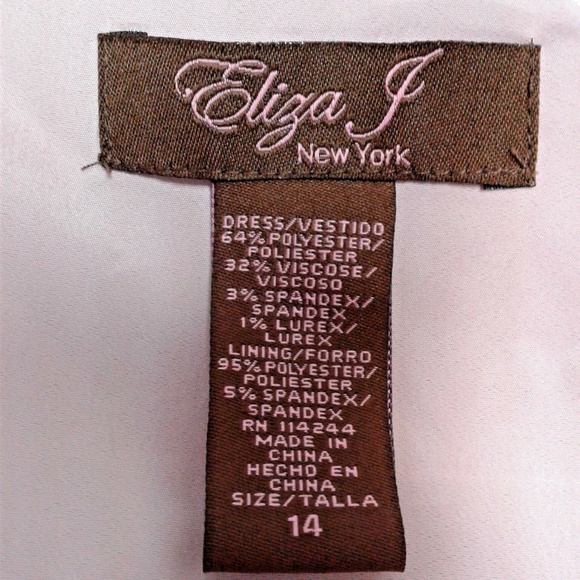 Eliza J
New York
DRESS/VESTIDO
64% POLYESTER/
POLIESTER
32% VISCOSE/
VISCOSO
3% SPANDEX/
SPANDEX
1% LUREX/
LUREX
LINING/FORRO
95% POLYESTER/
POLIESTER
5% SPANDEX/
SPANDEX
RN 114244
MADE IN
CHINA
HECHO EN
CHINA
SIZE/TALLA
14